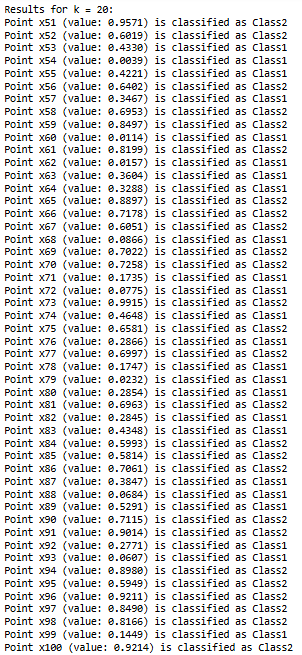 Results for k = 20:
Point x51 (value: 0.9571) is classified as Class2
Point x52 (value: 0.6019) is classified as Class2
Point x53 (value: 0.4330) is classified as Class1
Point x54 (value: 0.0039) is classified as Class1
Point x55 (value: 0.4221) is classified as Class1
Point x56 (value: 0.6402) is classified as Class2
Point x57 (value: 0.3467) is classified as Class1
Point x58 (value: 0.6953) is classified as Class2
Point x59 (value: 0.8497) is classified as Class2
Point x60 (value: 0.0114) is classified as Class1
Point x61 (value: 0.8199) is classified as Class2
Point x62 (value: 0.0157) is classified as Class1
Point x63 (value: 0.3604) is classified as Class1
Point x64 (value: 0.3288) is classified as Class1
Point x65 (value: 0.8897) is classified as Class2
Point x66 (value: 0.7178) is classified as Class2
Point x67 (value: 0.6051) is classified as Class2
Point x68 (value: 0.0866) is classified as Class1
Point x69 (value: 0.7022) is classified as Class2
Point x70 (value: 0.7258) is classified as Class2
Point x71 (value: 0.1735) is classified as Class1
Point x72 (value: 0.0775) is classified as Class1
Point x73 (value: 0.9915) is classified as Class2
Point x74 (value: 0.4648) is classified as Class1
Point x75 (value: 0.6581) is classified as Class2
Point x76 (value: 0.2866) is classified as Class1
Point x77 (value: 0.6997) is classified as Class2
Point x78 (value: 0.1747) is classified as Class1
Point x79 (value: 0.0232) is classified as Class1
Point x80 (value: 0.2854) is classified as Class1
Point x81 (value: 0.6963) is classified as Class2
Point x82 (value: 0.2845) is classified as Class1
Point x83 (value: 0.4348) is classified as Class1
Point x84 (value: 0.5993) is classified as Class2
Point x85 (value: 0.5814) is classified as Class2
Point x86 (value: 0.7061) is classified as Class2
Point x87 (value: 0.3847) is classified as Class1
Point x88 (value: 0.0684) is classified as Class1
Point x89 (value: 0.5291) is classified as Class1
Point x90 (value: 0.7115) is classified as Class2
Point x91 (value: 0.9014) is classified as Class2
Point x92 (value: 0.2771) is classified as Class1
Point x93 (value: 0.0607) is classified as Class1
Point x94 (value: 0.8980) is classified as Class2
Point x95 (value: 0.5949) is classified as Class2
Point x96 (value: 0.9211) is classified as Class2
Point x97 (value: 0.8490) is classified as Class2
Point x98 (value: 0.8166) is classified as Class2
Point x99 (value: 0.1449) is classified as Class1
Point x100 (value: 0.9214) is classified as Class2